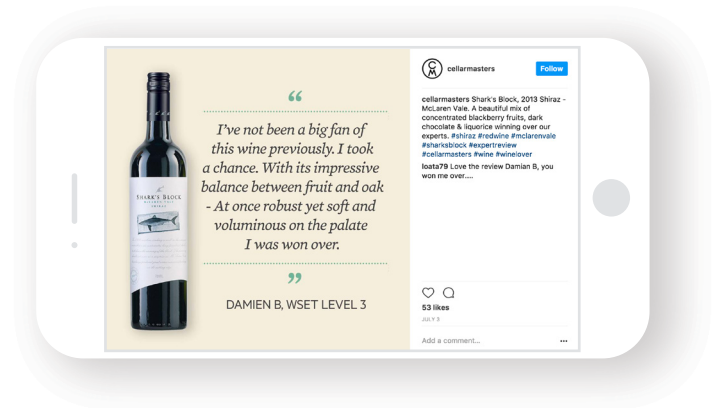 the
SHARK'S BLOCK
McLAREN VALE
SHIRAZ
“
I’ve not been a big fan of
this wine previously. I took
a chance. With its impressive
balance between fruit and oak
- At once robust yet soft and
voluminous on the palate
I was won over.
”
DAMIEN B, WSET LEVEL 3
CM
cellarmasters
Follow
cellarmasters Shark's Block, 2013 Shiraz -
McLaren Vale. A beautiful mix of
concentrated blackberry fruits, dark
chocolate & liquorice winning over our
experts. #shiraz #redwine #mclarenvale
#sharksblock #expertreview
#cellarmasters #wine #winelover
loata79 Love the review Damian B, you
won me over.....
53 likes
JULY 3
Add a comment...